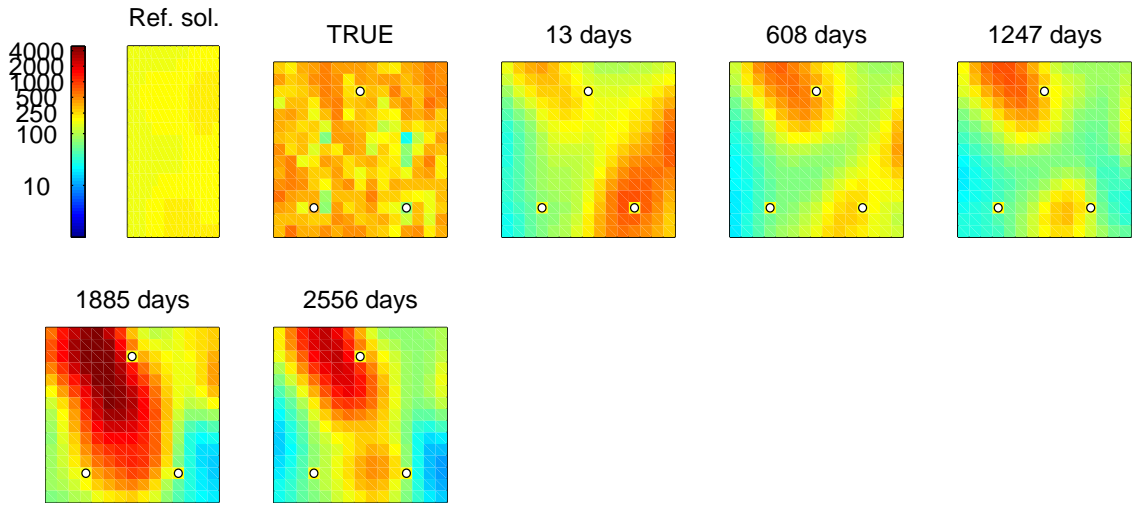 Ref. sol.
TRUE
13 days
608 days
1247 days
4000
2000
1000
500
250
100
10
1885 days
2556 days